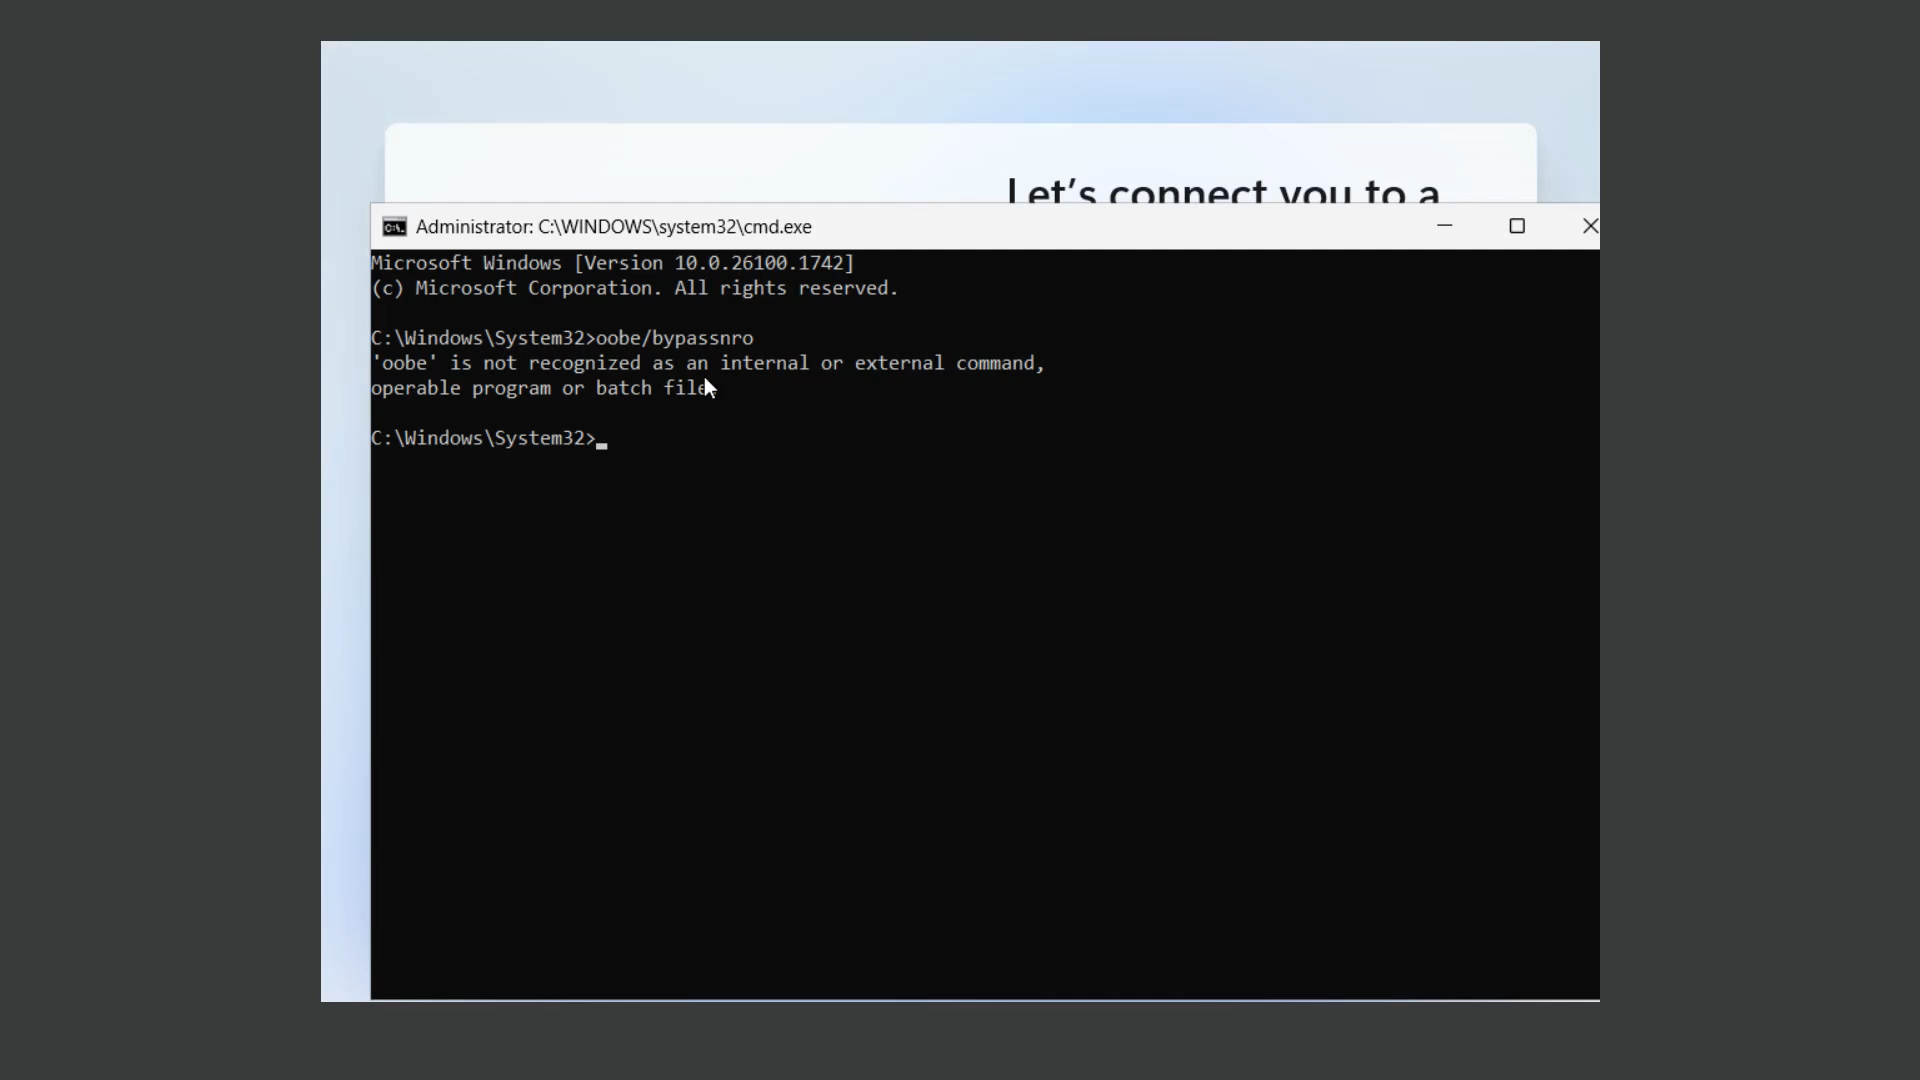 Let's connect you to a
Administrator: C:\WINDOWS\system32\cmd.exe
Microsoft Windows [Version 10.0.26100.1742]
(c) Microsoft Corporation. All rights reserved.
C:\Windows\System32>oobe/bypassnro
'oobe' is not recognized as an internal or external command,
operable program or batch file.
C:\Windows\System32>